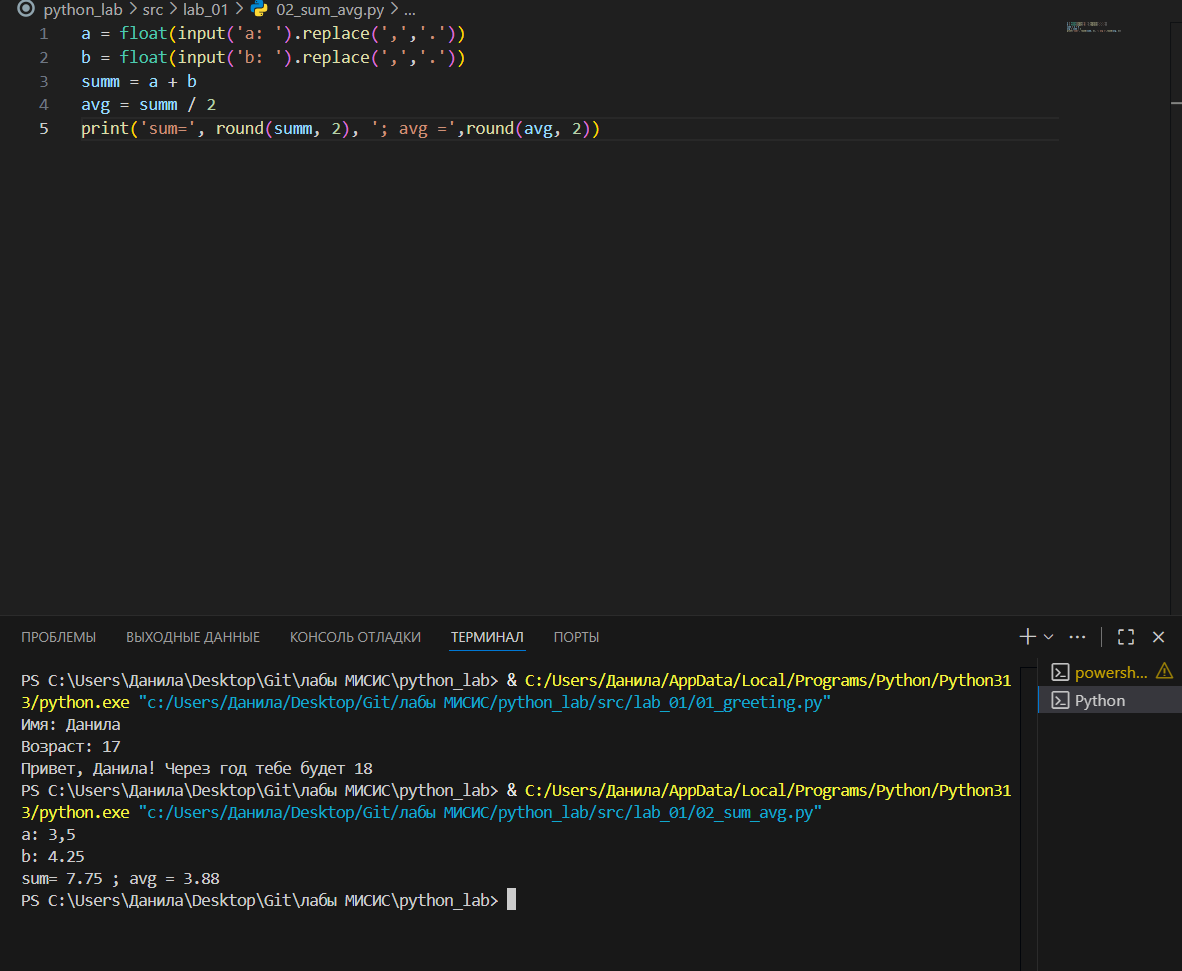 python_lab > src > lab_01 > 02_sum_avg.py > ...
1 a = float(input('a: ').replace(',','.'))
2 b = float(input('b: ').replace(',','.'))
3 summ = a + b
4 avg = summ / 2
5 print('sum=', round(summ, 2), '; avg =',round(avg, 2))
ПРОБЛЕМЫ ВЫХОДНЫЕ ДАННЫЕ КОНСОЛЬ ОТЛАДКИ ТЕРМИНАЛ ПОРТЫ
PS C:\Users\Данила\Desktop\Git\лабы МИСИС\python_lab> & C:/Users/Данила/AppData/Local/Programs/Python/Python31
3/python.exe "c:/Users/Данила/Desktop/Git/лабы МИСИС/python_lab/src/lab_01/01_greeting.py"
Имя: Данила
Возраст: 17
Привет, Данила! Через год тебе будет 18
PS C:\Users\Данила\Desktop\Git\лабы МИСИС\python_lab> & C:/Users/Данила/AppData/Local/Programs/Python/Python31
3/python.exe "c:/Users/Данила/Desktop/Git/лабы МИСИС/python_lab/src/lab_01/02_sum_avg.py"
a: 3,5
b: 4.25
sum= 7.75 ; avg = 3.88
PS C:\Users\Данила\Desktop\Git\лабы МИСИС\python_lab>
powersh...
Python